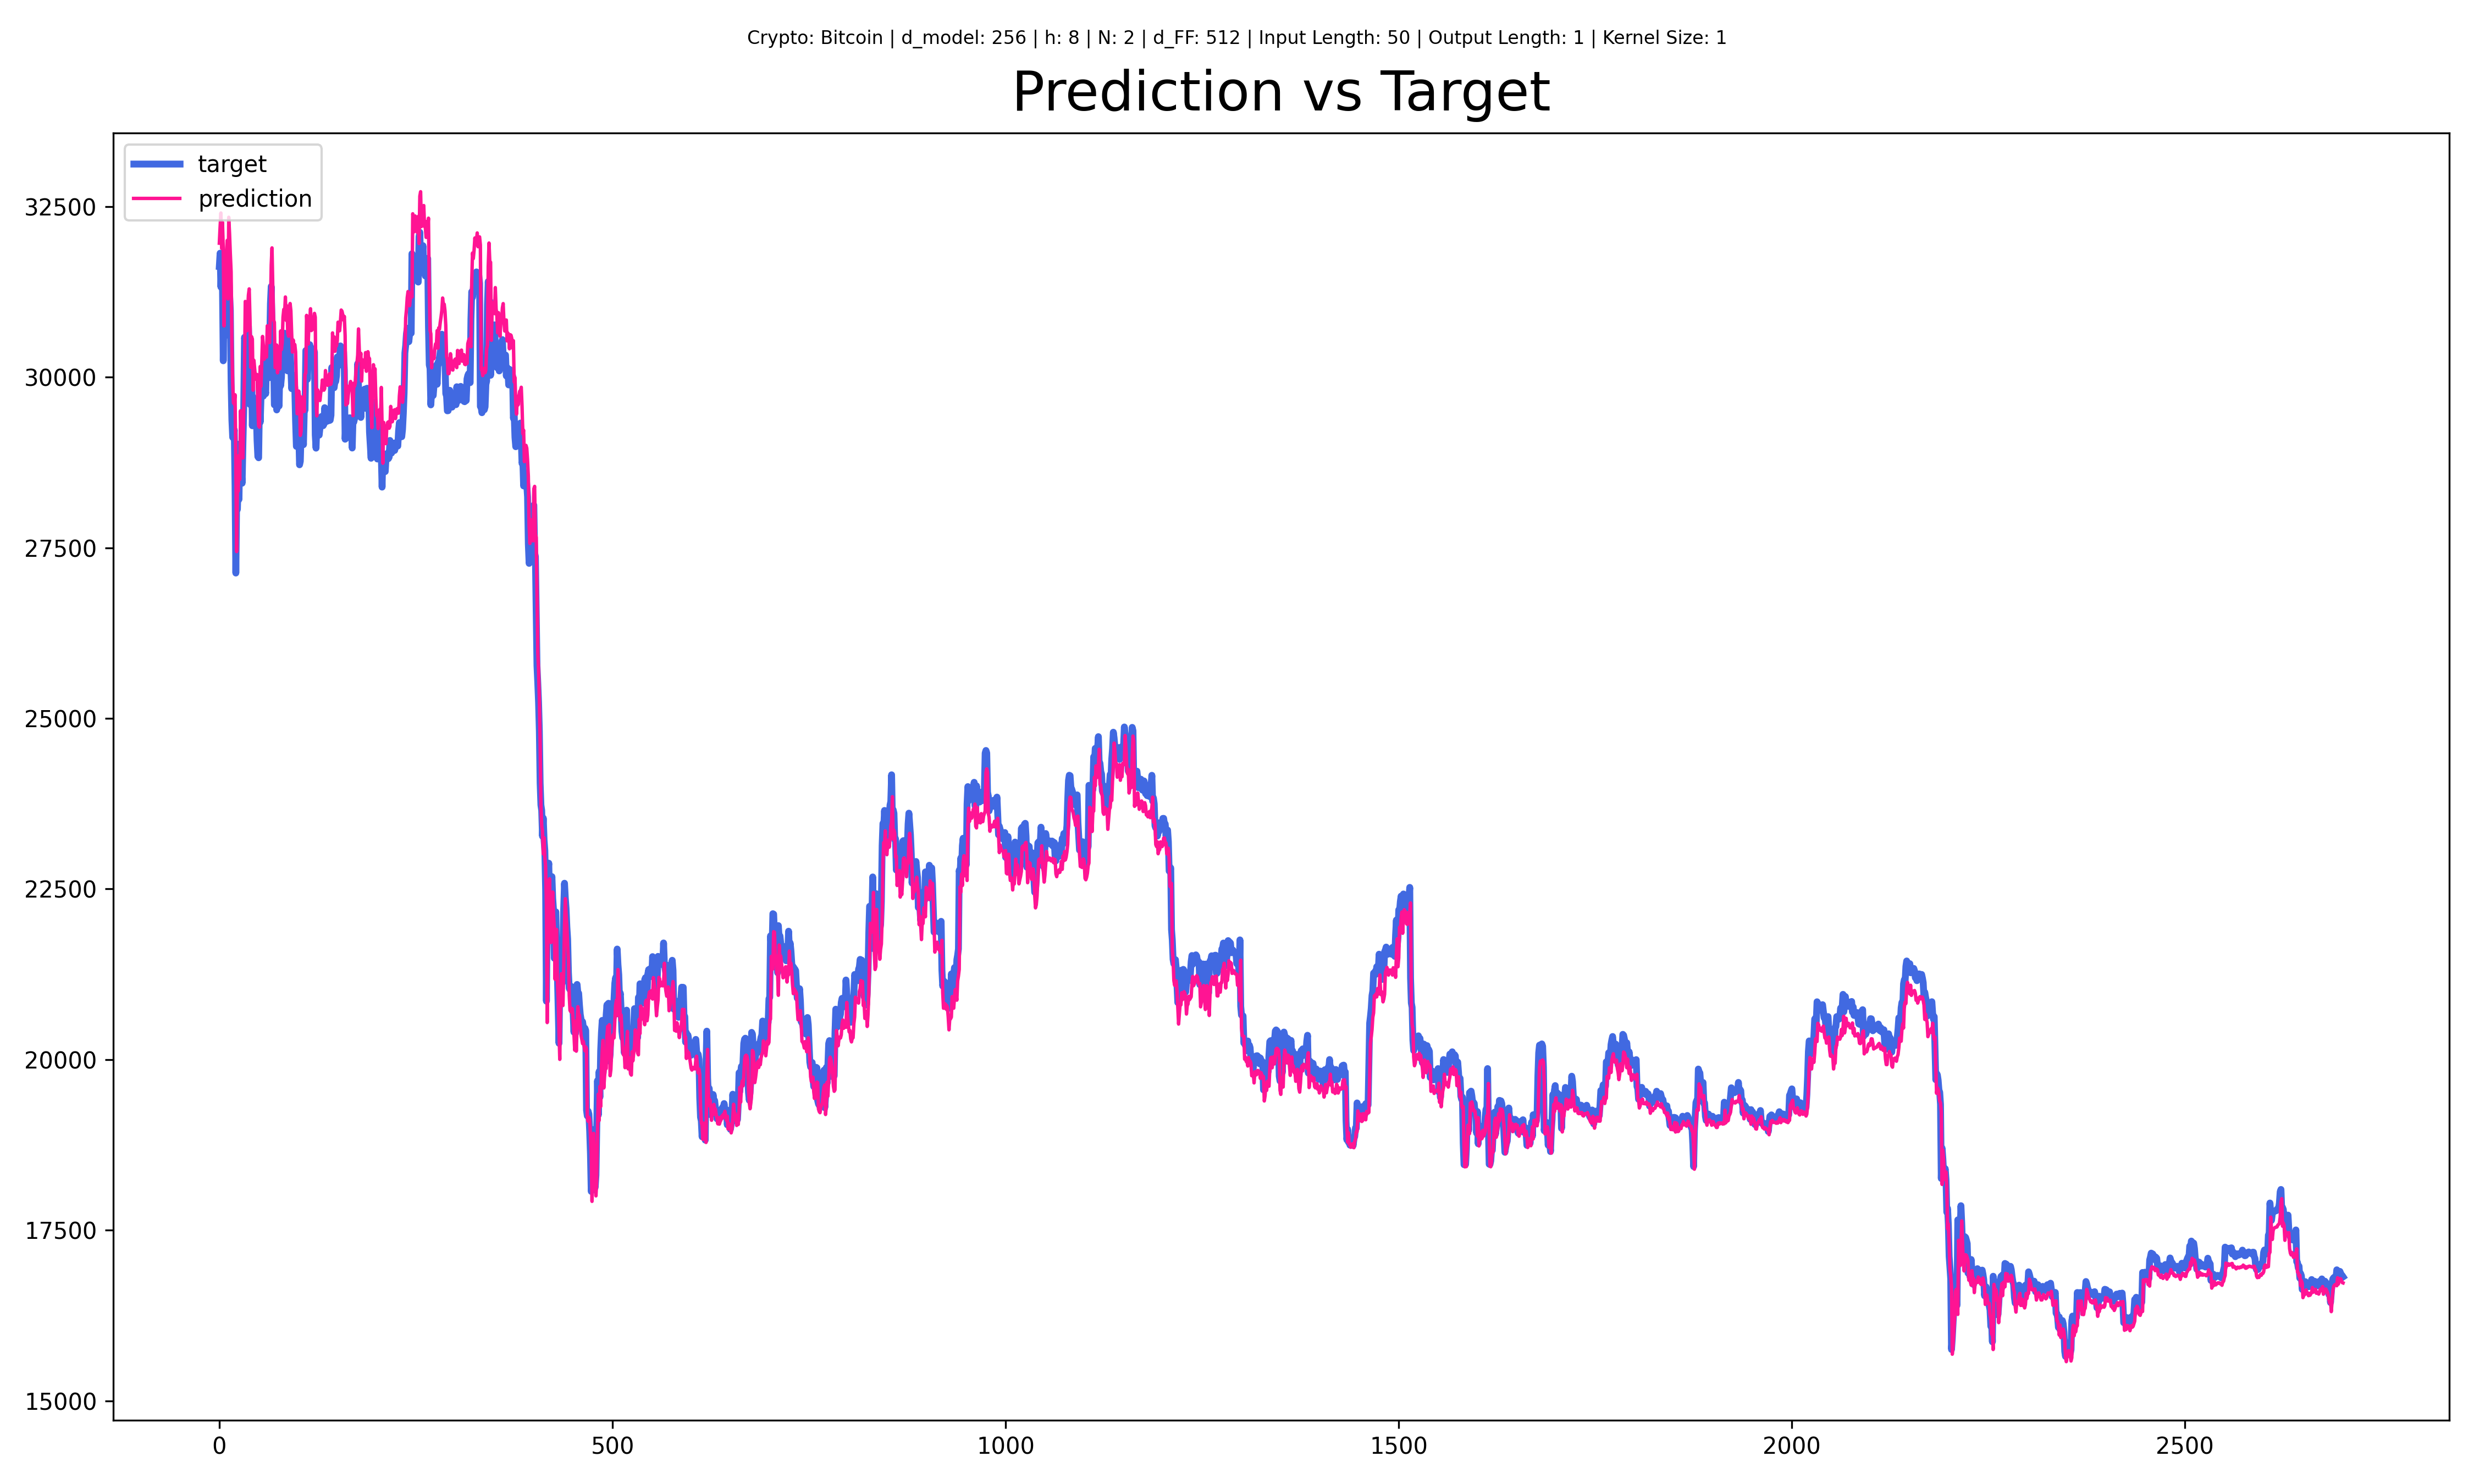 Crypto: Bitcoin | d_model: 256 | h: 8 | N: 2 | d_FF: 512 | Input Length: 50 | Output Length: 1 | Kernel Size: 1
Prediction vs Target
target
prediction
32500
30000
27500
25000
22500
20000
17500
15000
0 500 1000 1500 2000 2500